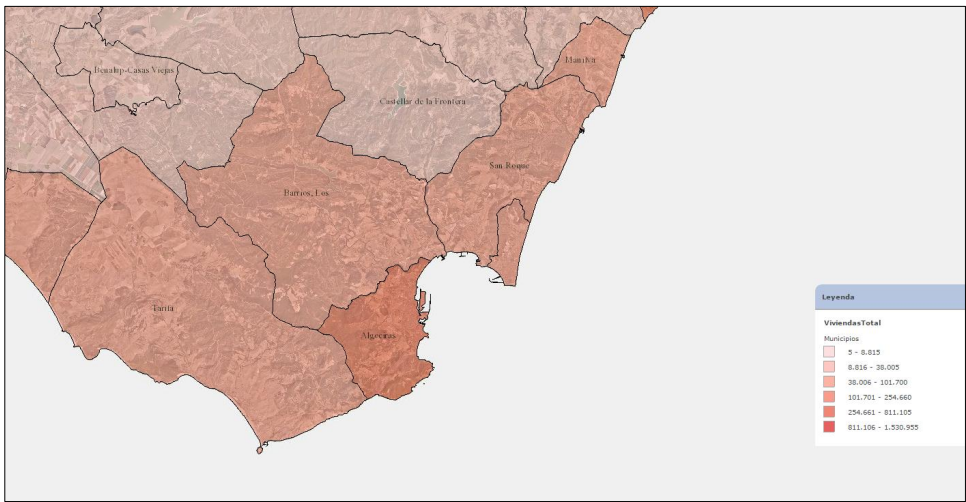 Manilva
Benalup-Casas Viejas
Castellar de la Frontera
San Roque
Barrios, Los
Tarifa
Algeciras
Leyenda
ViviendasTotal
Municipios
5 - 8.815
8.816 - 38.005
38.006 - 101.700
101.701 - 254.660
254.661 - 811.105
811.106 - 1.530.955